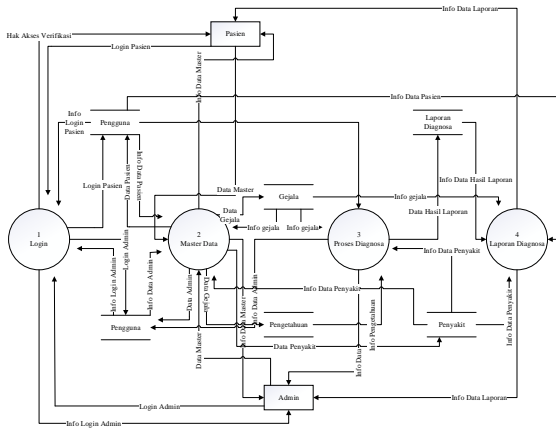 Info Data Laporan
Pasien
Hak Akses Verifikasi
Login Pasien
Info Data Master
Info Data Pasien
Info
Login
Pasien
Pengguna
Laporan
Diagnosa
Login Pasien
Data Pasien
Info Data Pasien
Data Master
Gejala
Info Data Hasil Laporan
Info gejala
Data
Gejala
Data Hasil Laporan
1
Login
2
Master Data
Info gejala
Info gejala
3
Proses Diagnosa
4
Laporan Diagnosa
Info Login Admin
Login Admin
Info Data Admin
Info Data Penyakit
Data Admin
Data Gejala
Info Data Master
Info Data Admin
Info Data Penyakit
Info Pengetahuan
Info Data Penyakit
Pengguna
Pengetahuan
Penyakit
Data Master
Data Penyakit
Info Data
Admin
Login Admin
Info Data Laporan
Info Login Admin